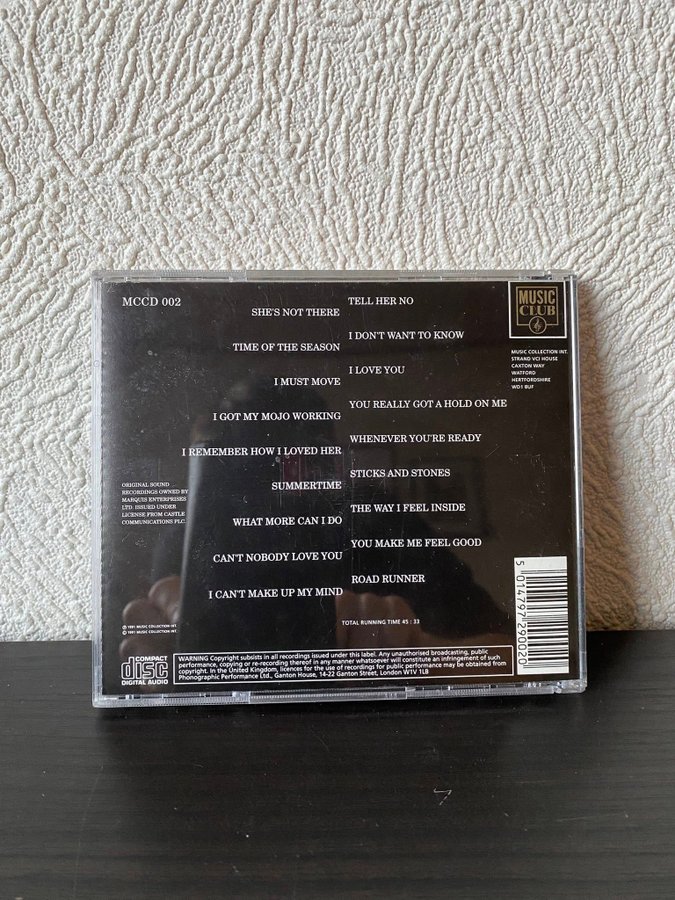 MCCD 002
SHE'S NOT THERE
TELL HER NO
TIME OF THE SEASON
I DON'T WANT TO KNOW
I MUST MOVE
I LOVE YOU
I GOT MY MOJO WORKING
YOU REALLY GOT A HOLD ON ME
I REMEMBER HOW I LOVED HER
WHENEVER YOU'RE READY
SUMMERTIME
STICKS AND STONES
WHAT MORE CAN I DO
THE WAY I FEEL INSIDE
CAN'T NOBODY LOVE YOU
YOU MAKE ME FEEL GOOD
I CAN'T MAKE UP MY MIND
ROAD RUNNER
TOTAL RUNNING TIME 45 : 33
MUSIC
CLUB
MUSIC COLLECTION INT.
STRAND VCI HOUSE
CAXTON WAY
WATFORD
HERTFORDSHIRE
WD1 8UF
ORIGINAL SOUND
RECORDINGS OWNED BY
MARQUIS ENTERPRISES
LTD. ISSUED UNDER
LICENSE FROM CASTLE
COMMUNICATIONS PLC.
℗ 1991 MUSIC COLLECTION INT.
© 1991 MUSIC COLLECTION INT.
5 014797 290020
COMPACT
disc
DIGITAL AUDIO
WARNING Copyright subsists in all recordings issued under this label. Any unauthorised broadcasting, public
performance, copying or re-recording thereof in any manner whatsoever will constitute an infringement of such
copyright. In the United Kingdom, licences for the use of recordings for public performance may be obtained from
Phonographic Performance Ltd., Ganton House, 14-22 Ganton Street, London W1V 1LB